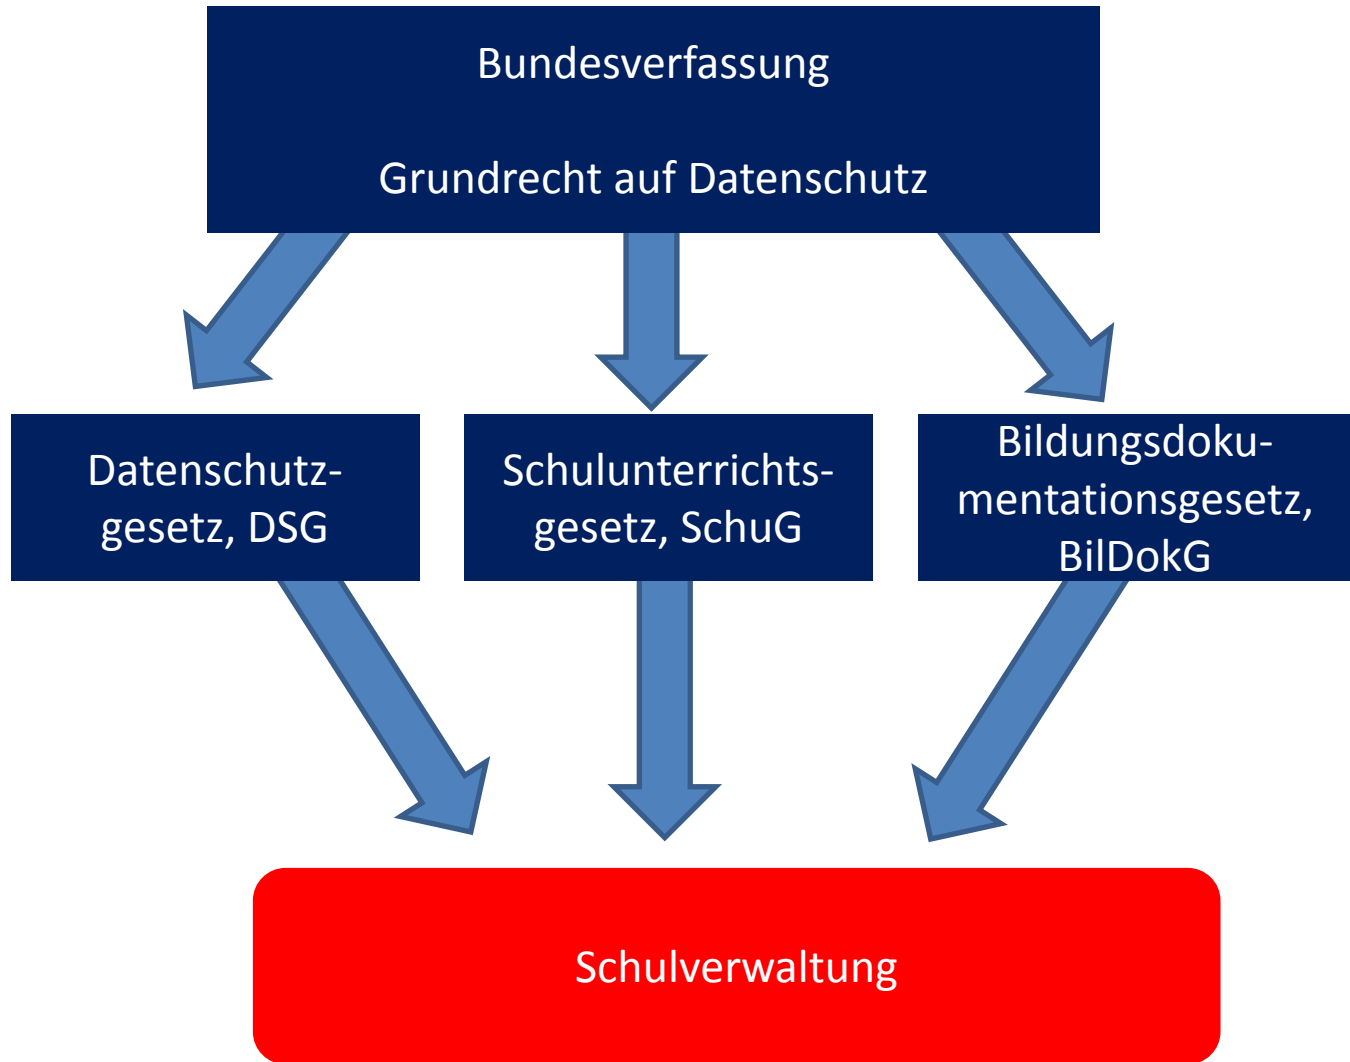 Bundesverfassung
Grundrecht auf Datenschutz
Datenschutz-
gesetz, DSG
Schulunterrichts-
gesetz, SchuG
Bildungsdoku-
mentationsgesetz,
BilDokG
Schulverwaltung